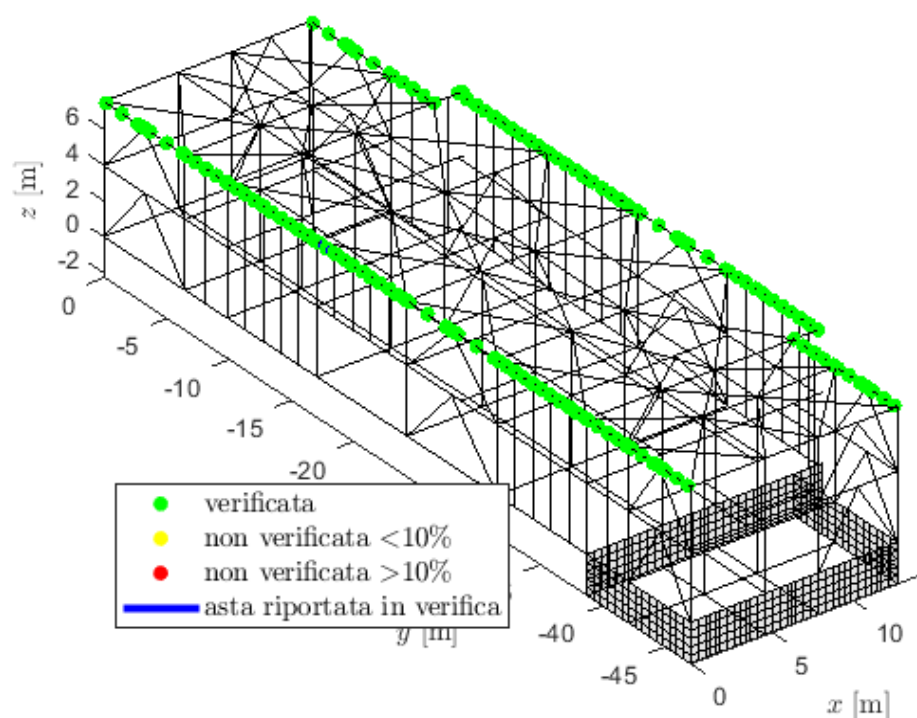 6
4
2
0
-2
z [m]
0
-5
-10
-15
-20
verificata
non verificata <10%
non verificata >10%
asta riportata in verifica
y [m]
-40
-45
0
5
10
x [m]